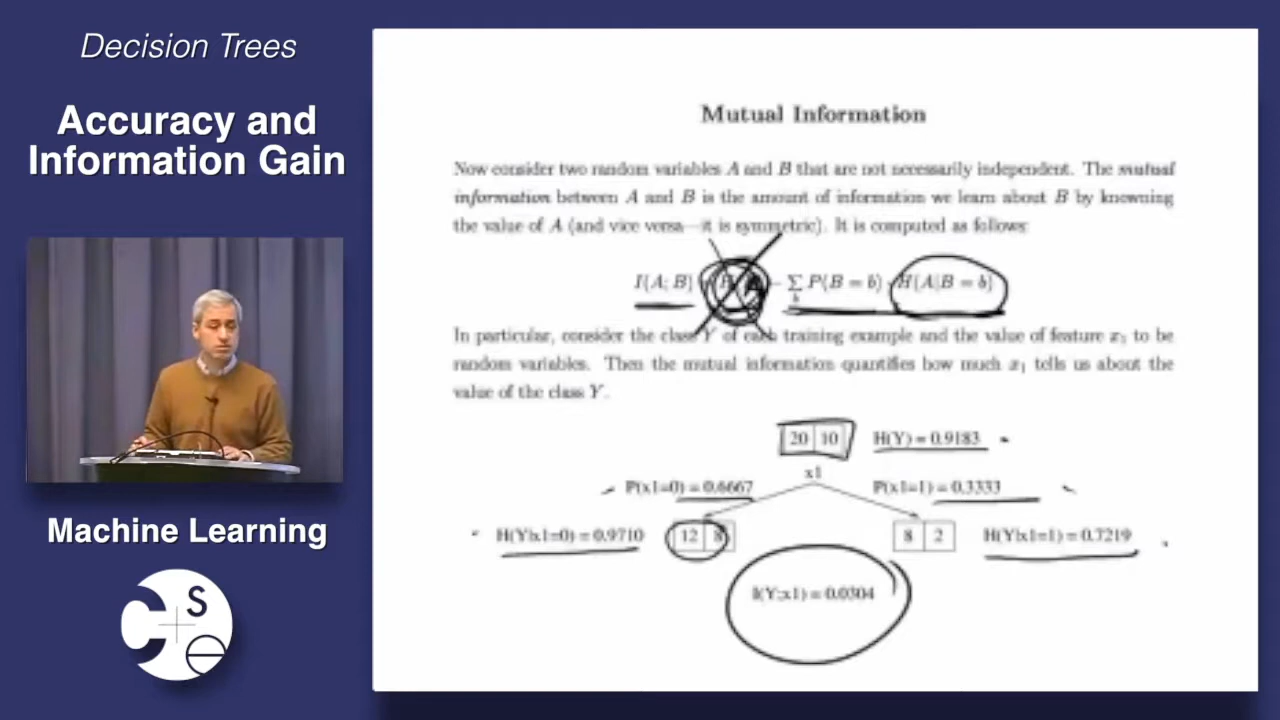 Decision Trees
Accuracy and
Information Gain
Machine Learning
C S e
Mutual Information
Now consider two random variables A and B that are not necessarily independent. The mutual
information between A and B is the amount of information we learn about B by knowning
the value of A (and vice versa—it is symmetric). It is computed as follows:
I(A; B) - ∑ P(B = b) · H(A|B = b)
b
In particular, consider the class Y of each training example and the value of feature x₁ to be
random variables. Then the mutual information quantifies how much x₁ tells us about the
value of the class Y.
20 10 H(Y) = 0.9183
x1
P(x1=0) = 0.6667 P(x1=1) = 0.3333
H(Y|x1=0) = 0.9710 12 8 8 2 H(Y|x1=1) = 0.7219
I(Y;x1) = 0.0304